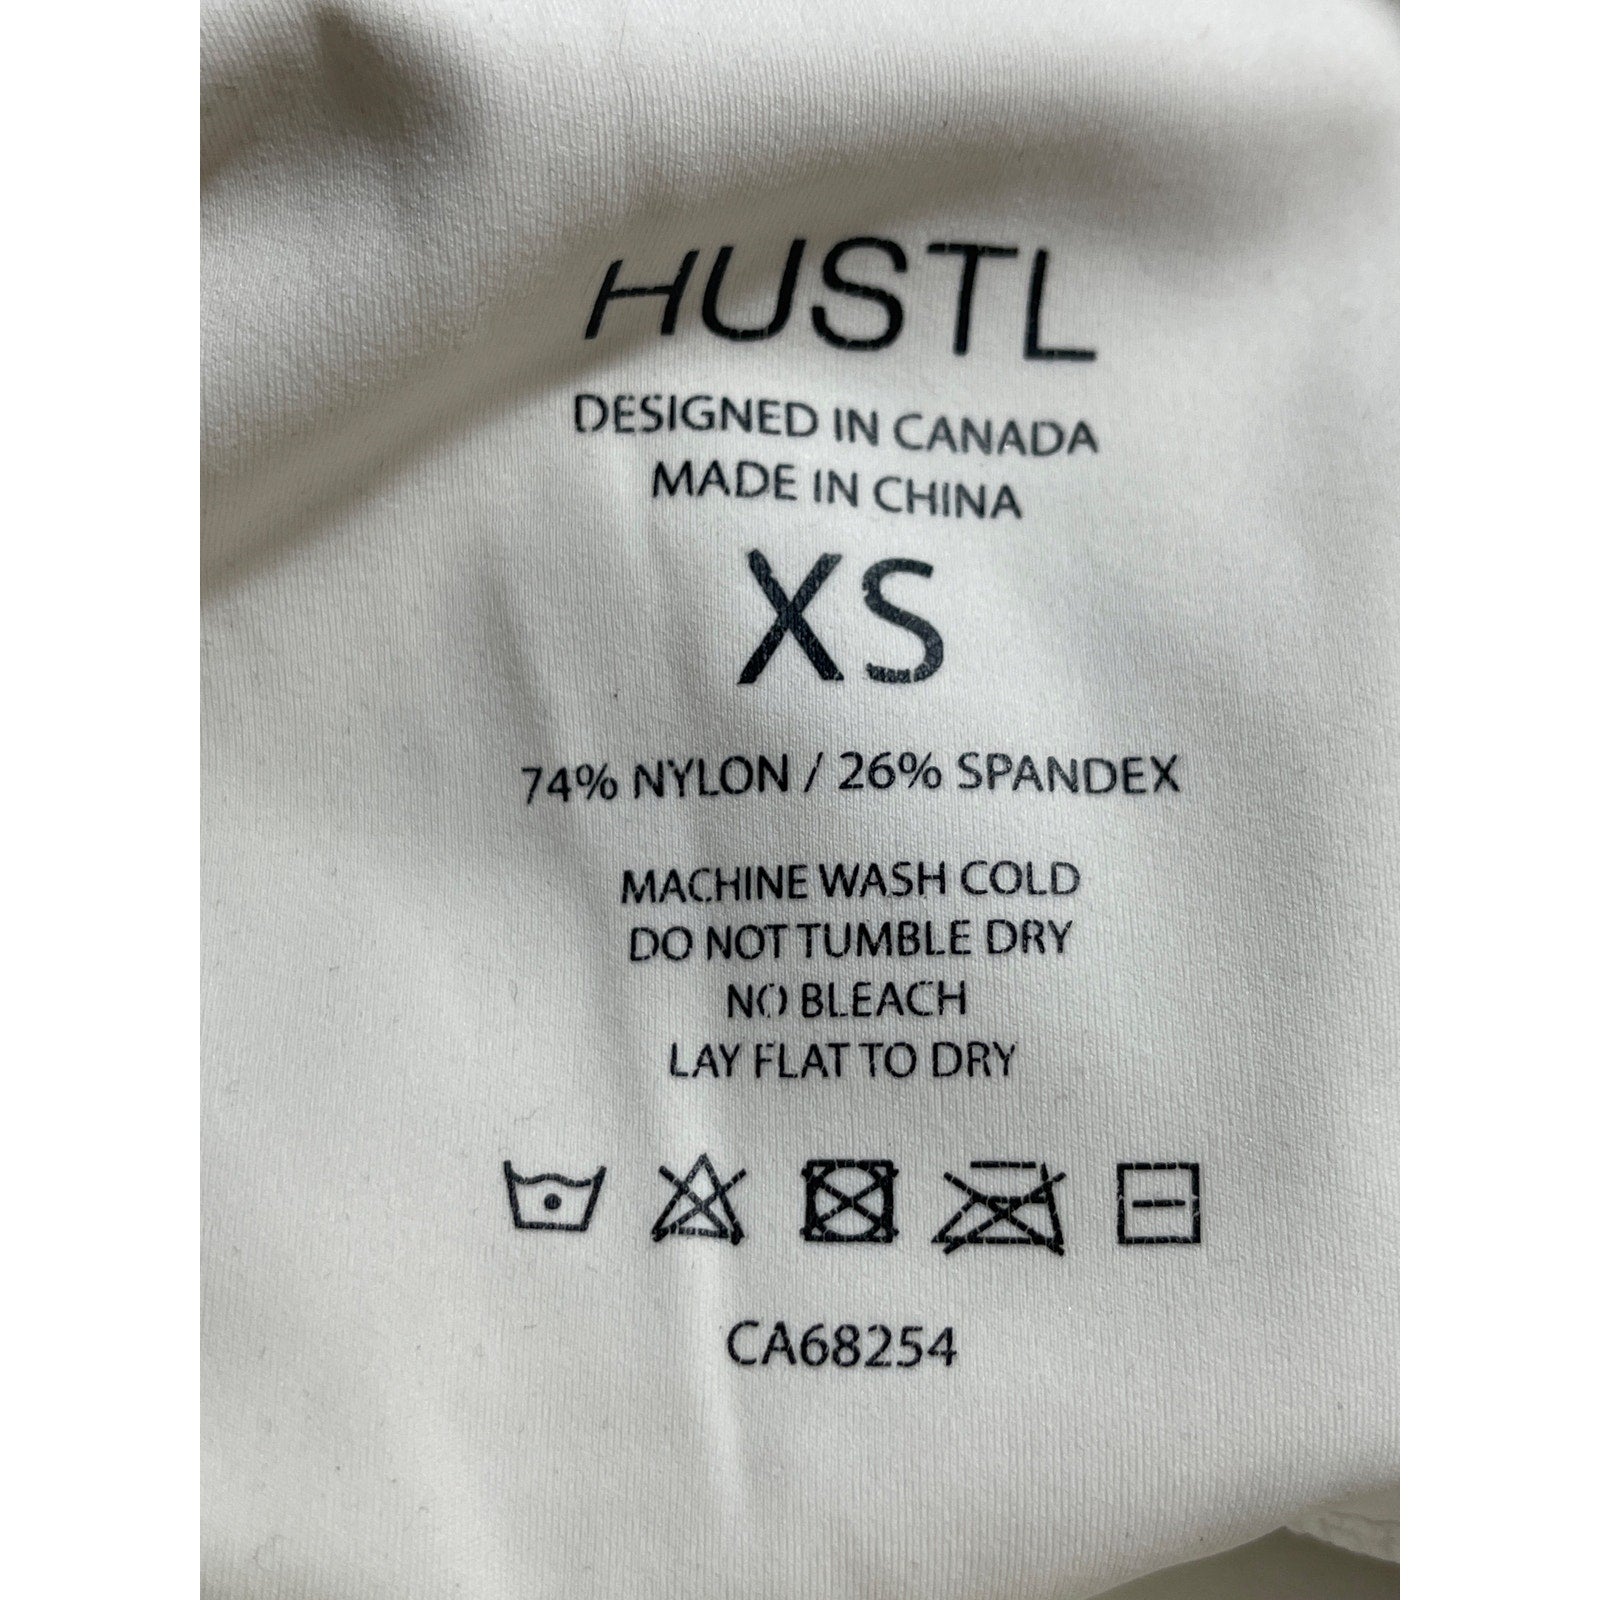 HUSTL
DESIGNED IN CANADA
MADE IN CHINA
XS
74% NYLON / 26% SPANDEX
MACHINE WASH COLD
DO NOT TUMBLE DRY
NO BLEACH
LAY FLAT TO DRY
CA68254